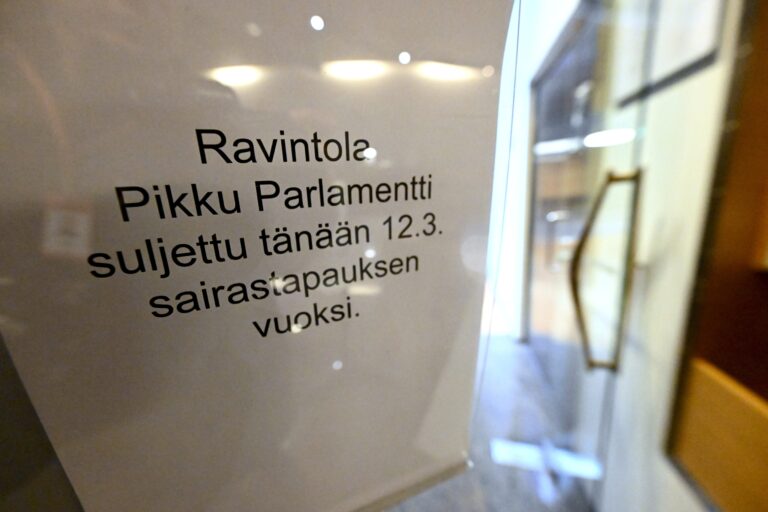 Ravintola
Pikku Parlamentti
suljettu tänään 12.3.
sairastapauksen
vuoksi.